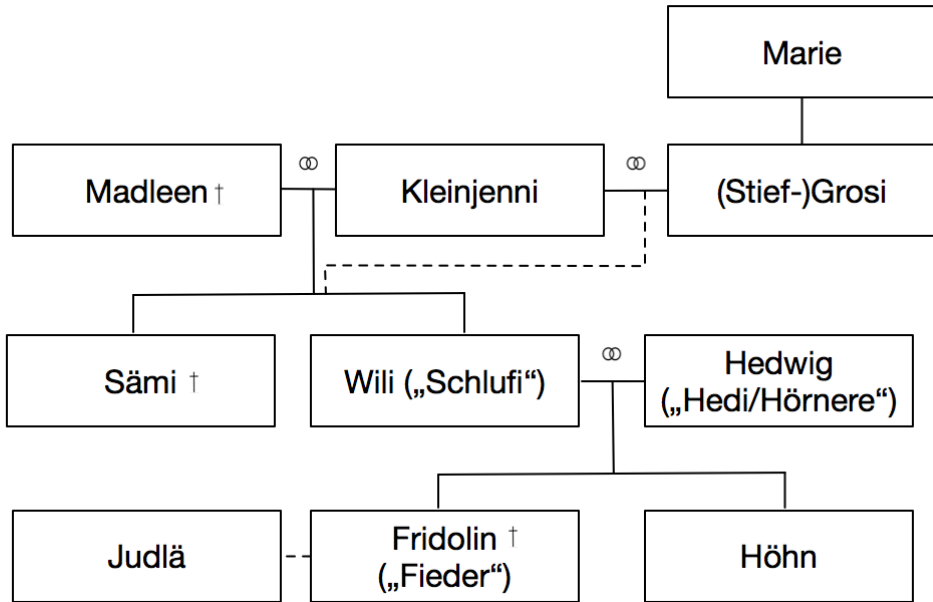 Marie
Madleen †
⚭
Kleinjenni
⚭
(Stief-)Grosi
Sämi †
Wili („Schlufi“)
⚭
Hedwig
(„Hedi/Hörnere“)
Judlä
Fridolin †
(„Fieder“)
Höhn